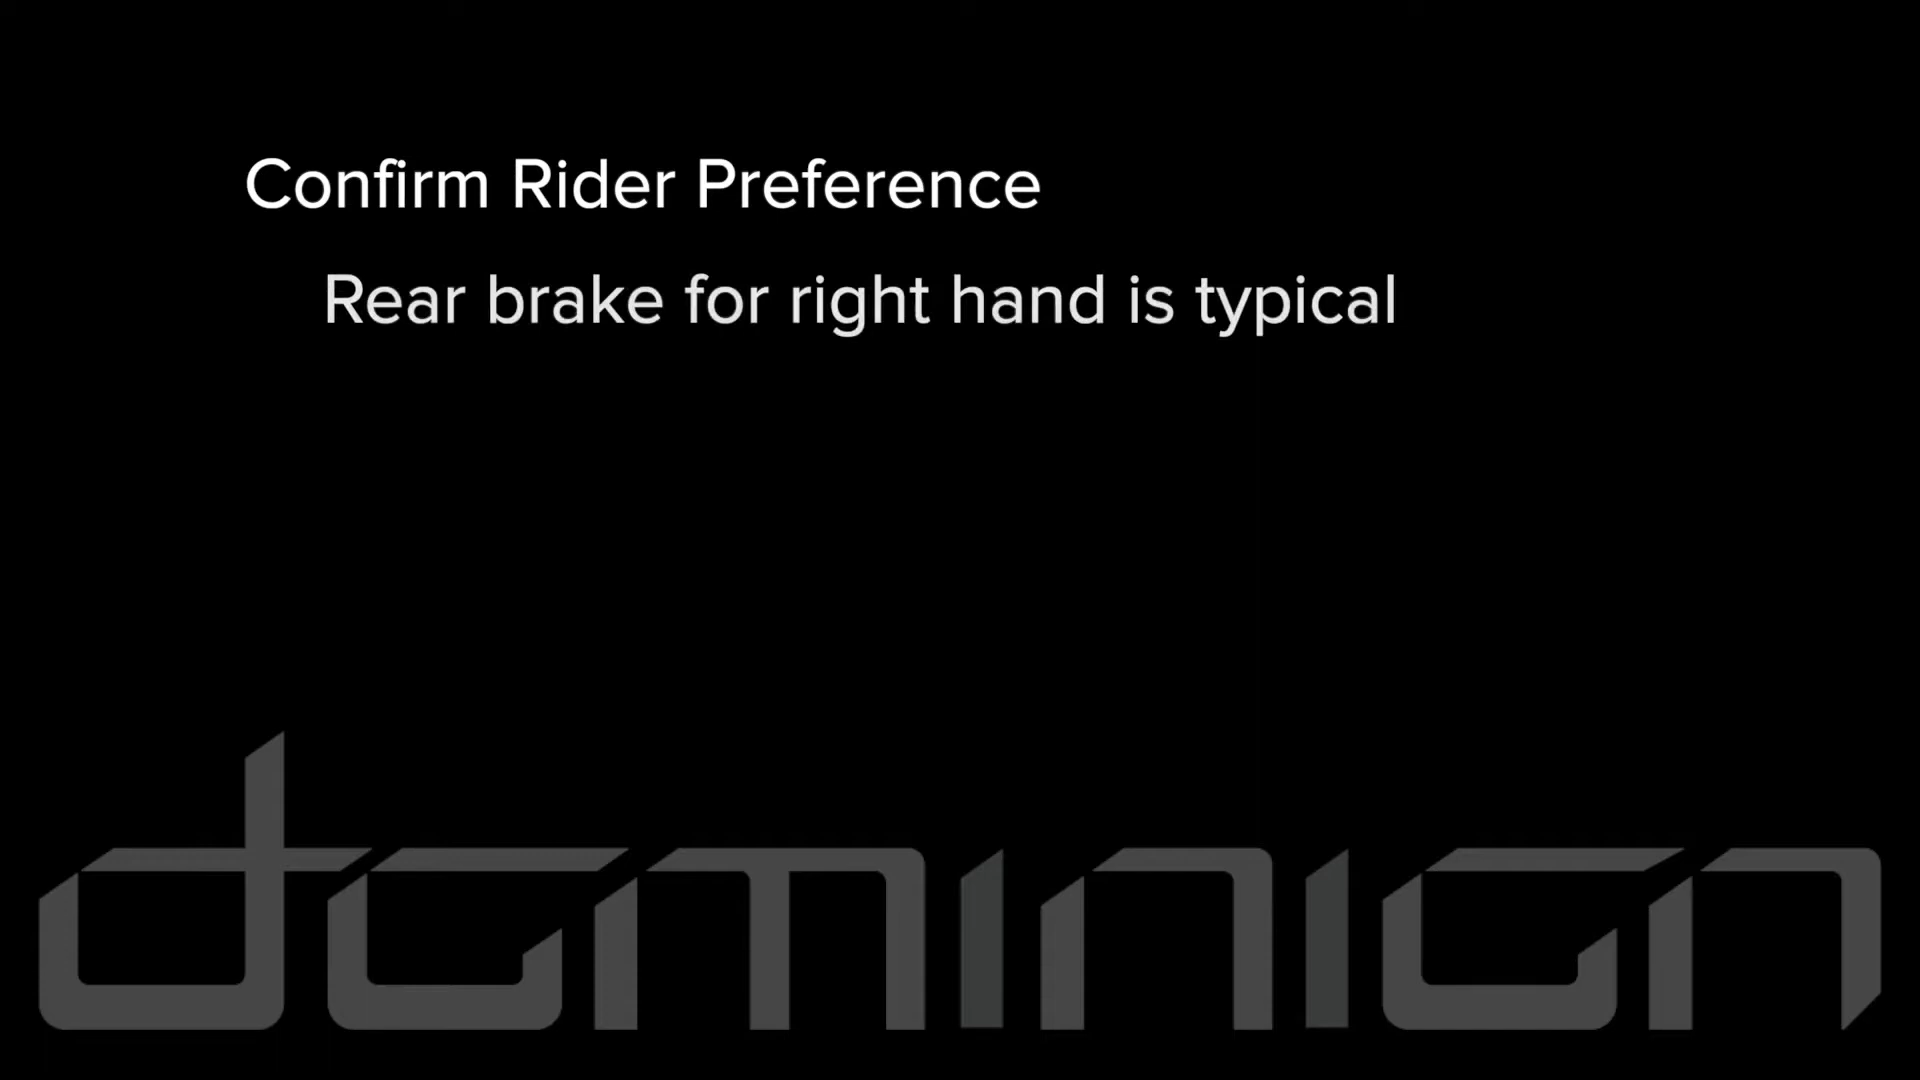 Confirm Rider Preference
Rear brake for right hand is typical
dominion